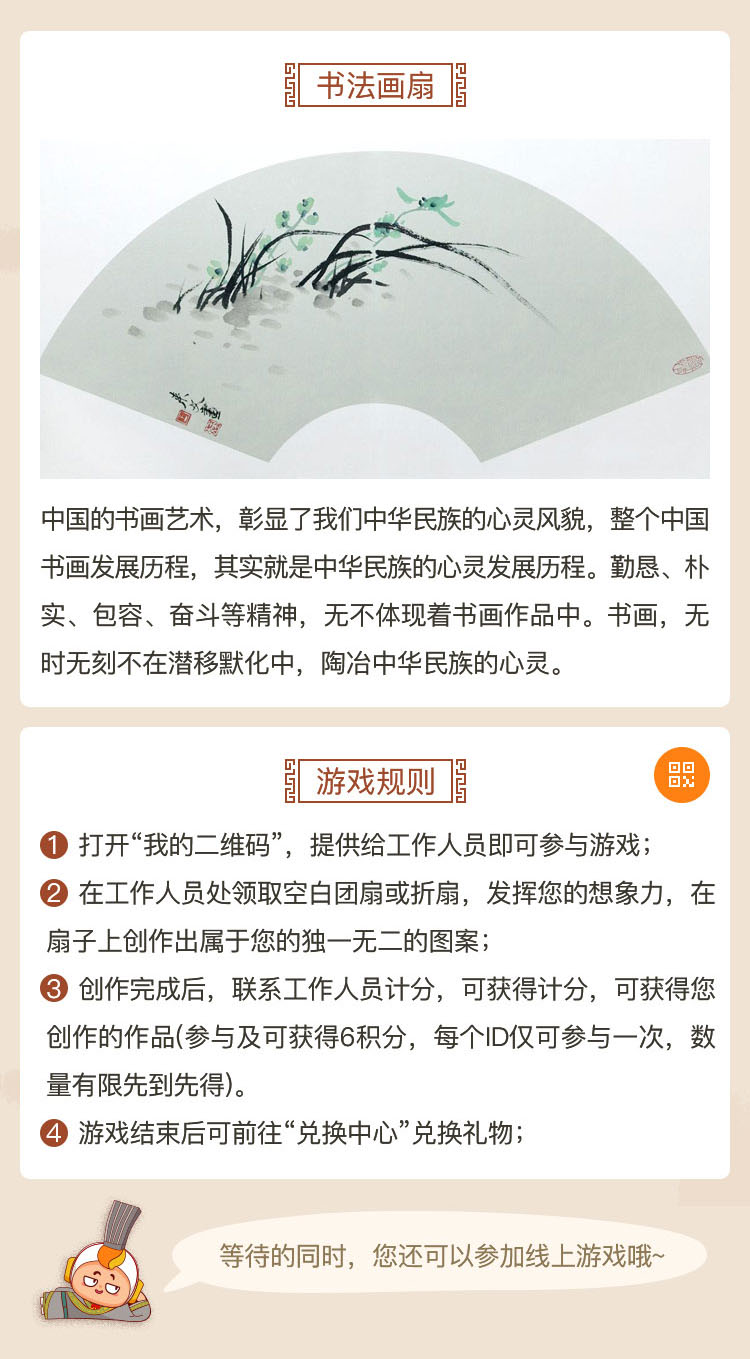 书法画扇
中国的书画艺术，彰显了我们中华民族的心灵风貌，整个中国
书画发展历程，其实就是中华民族的心灵发展历程。勤恳、朴
实、包容、奋斗等精神，无不体现着书画作品中。书画，无
时无刻不在潜移默化中，陶冶中华民族的心灵。
游戏规则
1 打开“我的二维码”，提供给工作人员即可参与游戏；
2 在工作人员处领取空白团扇或折扇，发挥您的想象力，在
扇子上创作出属于您的独一无二的图案；
3 创作完成后，联系工作人员计分，可获得计分，可获得您
创作的作品(参与及可获得6积分，每个ID仅可参与一次，数
量有限先到先得)。
4 游戏结束后可前往“兑换中心”兑换礼物；
等待的同时，您还可以参加线上游戏哦~